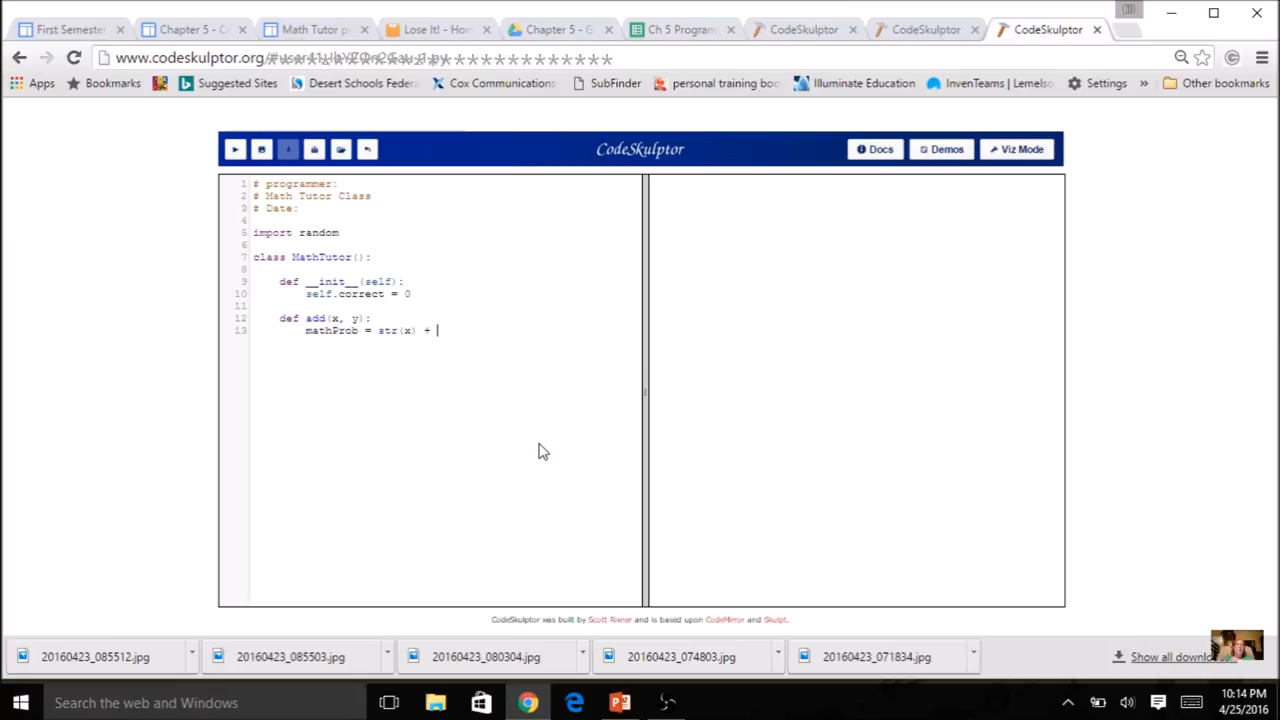 First Semester
Chapter 5 - C
Math Tutor p
Lose It! - Hom
Chapter 5 - G
Ch 5 Program
CodeSkulptor
CodeSkulptor
CodeSkulptor
www.codeskulptor.org/
Apps
Bookmarks
Suggested Sites
Desert Schools Federa
Cox Communications
SubFinder
personal training boo
Illuminate Education
InvenTeams | Lemelso
Settings
»
Other bookmarks
CodeSkulptor
Docs
Demos
Viz Mode
1 # programmer:
2 # Math Tutor Class
3 # Date:
4
5 import random
6
7 class MathTutor():
8
9 def __init__(self):
10 self.correct = 0
11
12 def add(x, y):
13 mathProb = str(x) +
CodeSkulptor was built by Scott Rixner and is based upon CodeMirror and Skulpt.
20160423_085512.jpg
20160423_085503.jpg
20160423_080304.jpg
20160423_074803.jpg
20160423_071834.jpg
Show all downlo
Search the web and Windows
10:14 PM
4/25/2016